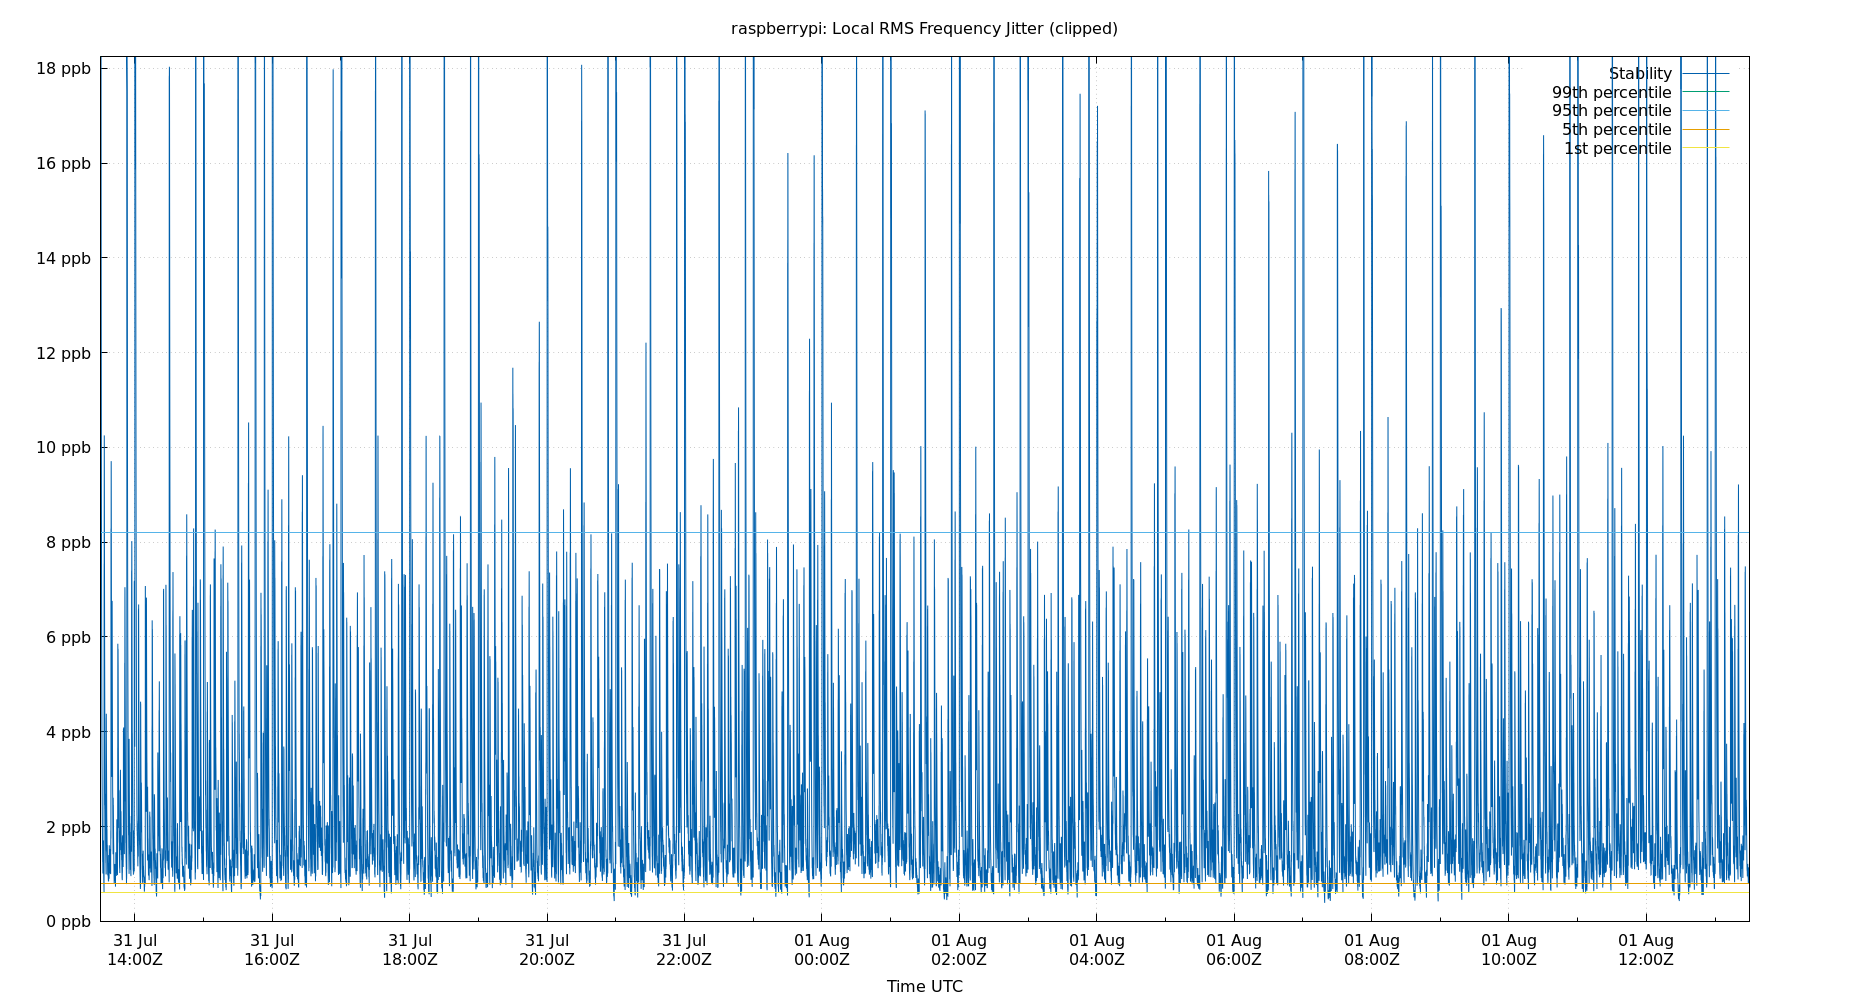 raspberrypi: Local RMS Frequency Jitter (clipped)
18 ppb
16 ppb
14 ppb
12 ppb
10 ppb
8 ppb
6 ppb
4 ppb
2 ppb
0 ppb
Stability
99th percentile
95th percentile
5th percentile
1st percentile
31 Jul 31 Jul 31 Jul 31 Jul 31 Jul 01 Aug 01 Aug 01 Aug 01 Aug 01 Aug 01 Aug 01 Aug
14:00Z 16:00Z 18:00Z 20:00Z 22:00Z 00:00Z 02:00Z 04:00Z 06:00Z 08:00Z 10:00Z 12:00Z
Time UTC